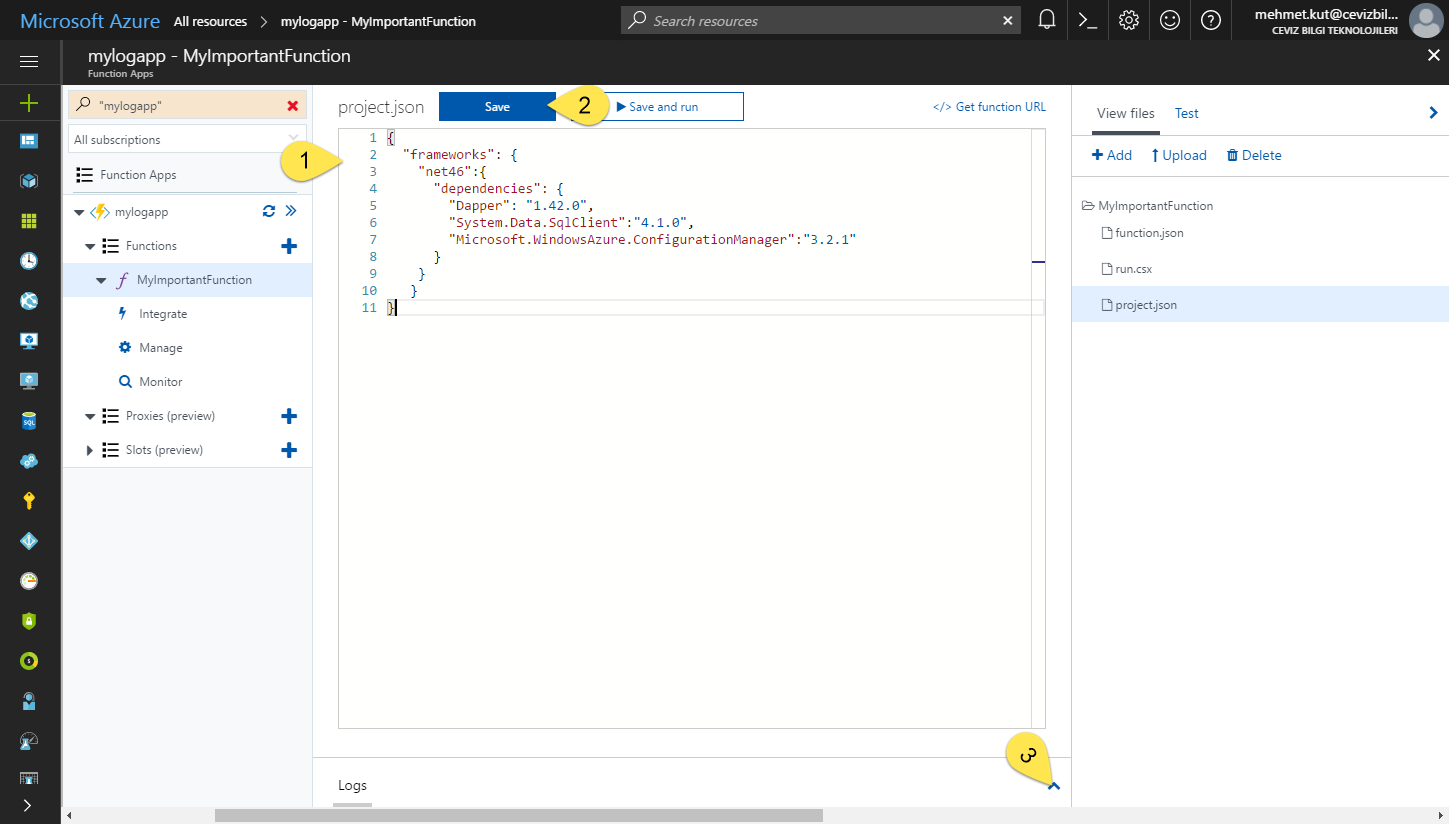 Microsoft Azure All resources > mylogapp - MyImportantFunction
Search resources
mehmet.kut@cevizbil...
CEVIZ BILGI TEKNOLOJILERI
mylogapp - MyImportantFunction
Function Apps
"mylogapp"
All subscriptions
Function Apps
mylogapp
Functions
MyImportantFunction
Integrate
Manage
Monitor
Proxies (preview)
Slots (preview)
project.json
Save
2
Save and run
</> Get function URL
1
1 {
2 "frameworks": {
3 "net46":{
4 "dependencies": {
5 "Dapper": "1.42.0",
6 "System.Data.SqlClient":"4.1.0",
7 "Microsoft.WindowsAzure.ConfigurationManager":"3.2.1"
8 }
9 }
10 }
11 }
3
Logs
View files
Test
Add
Upload
Delete
MyImportantFunction
function.json
run.csx
project.json
SQL